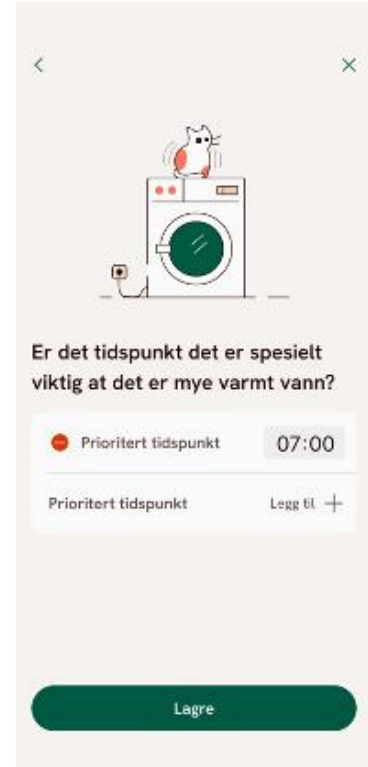 Er det tidspunkt det er spesielt
viktig at det er mye varmt vann?
Prioritert tidspunkt 07:00
Prioritert tidspunkt Legg til +
Lagre